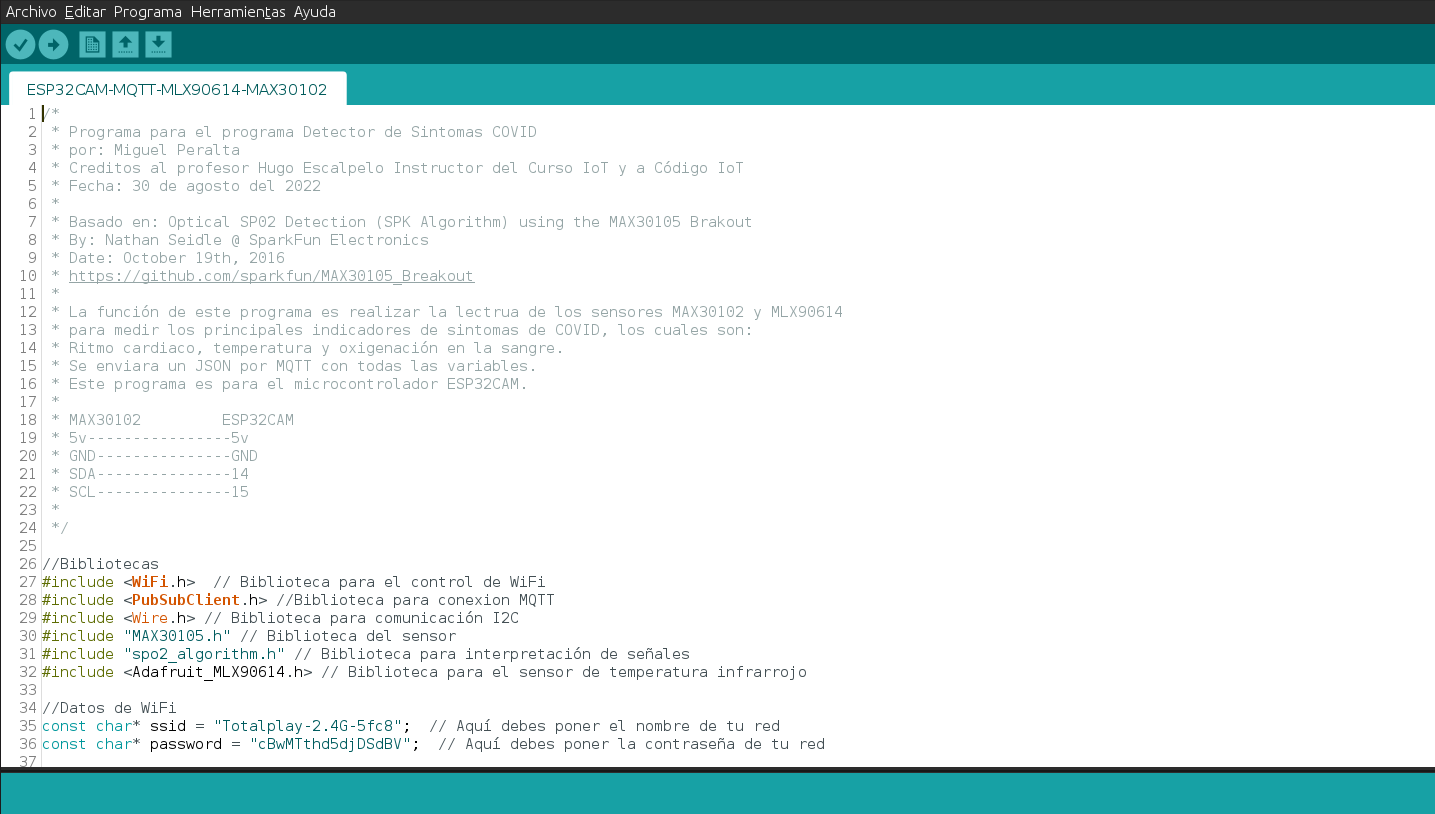 Archivo Editar Programa Herramientas Ayuda
ESP32CAM-MQTT-MLX90614-MAX30102
1 /*
2  * Programa para el programa Detector de Sintomas COVID
3  * por: Miguel Peralta
4  * Creditos al profesor Hugo Escalpelo Instructor del Curso IoT y a Código IoT
5  * Fecha: 30 de agosto del 2022
6  *
7  * Basado en: Optical SP02 Detection (SPK Algorithm) using the MAX30105 Brakout
8  * By: Nathan Seidle @ SparkFun Electronics
9  * Date: October 19th, 2016
10  * https://github.com/sparkfun/MAX30105_Breakout
11  *
12  * La función de este programa es realizar la lectrua de los sensores MAX30102 y MLX90614
13  * para medir los principales indicadores de sintomas de COVID, los cuales son:
14  * Ritmo cardiaco, temperatura y oxigenación en la sangre.
15  * Se enviara un JSON por MQTT con todas las variables.
16  * Este programa es para el microcontrolador ESP32CAM.
17  *
18  * MAX30102         ESP32CAM
19  * 5v----------------5v
20  * GND---------------GND
21  * SDA---------------14
22  * SCL---------------15
23  *
24  */
25
26 //Bibliotecas
27 #include <WiFi.h>  // Biblioteca para el control de WiFi
28 #include <PubSubClient.h> //Biblioteca para conexion MQTT
29 #include <Wire.h> // Biblioteca para comunicación I2C
30 #include "MAX30105.h" // Biblioteca del sensor
31 #include "spo2_algorithm.h" // Biblioteca para interpretación de señales
32 #include <Adafruit_MLX90614.h> // Biblioteca para el sensor de temperatura infrarrojo
33
34 //Datos de WiFi
35 const char* ssid = "Totalplay-2.4G-5fc8";  // Aquí debes poner el nombre de tu red
36 const char* password = "cBwMTthd5djDSdBV";  // Aquí debes poner la contraseña de tu red
37